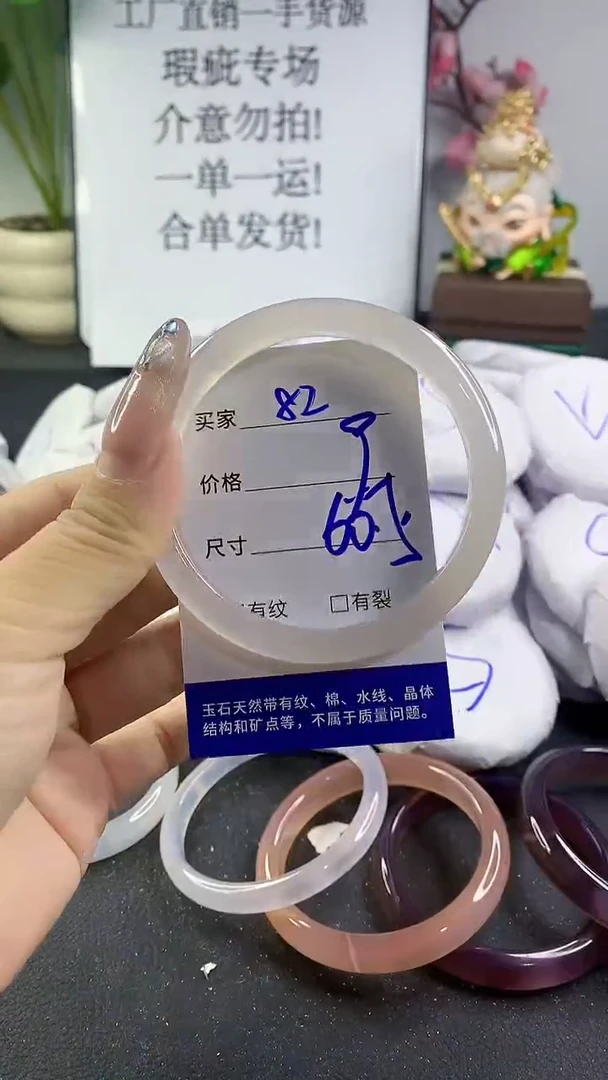 工厂直销一手货源
瑕疵专场
介意勿拍!
一单一运!
合单发货!
买家 82
价格
尺寸 60.5
有纹 □有裂
玉石天然带有纹、棉、水线、晶体
结构和矿点等，不属于质量问题。